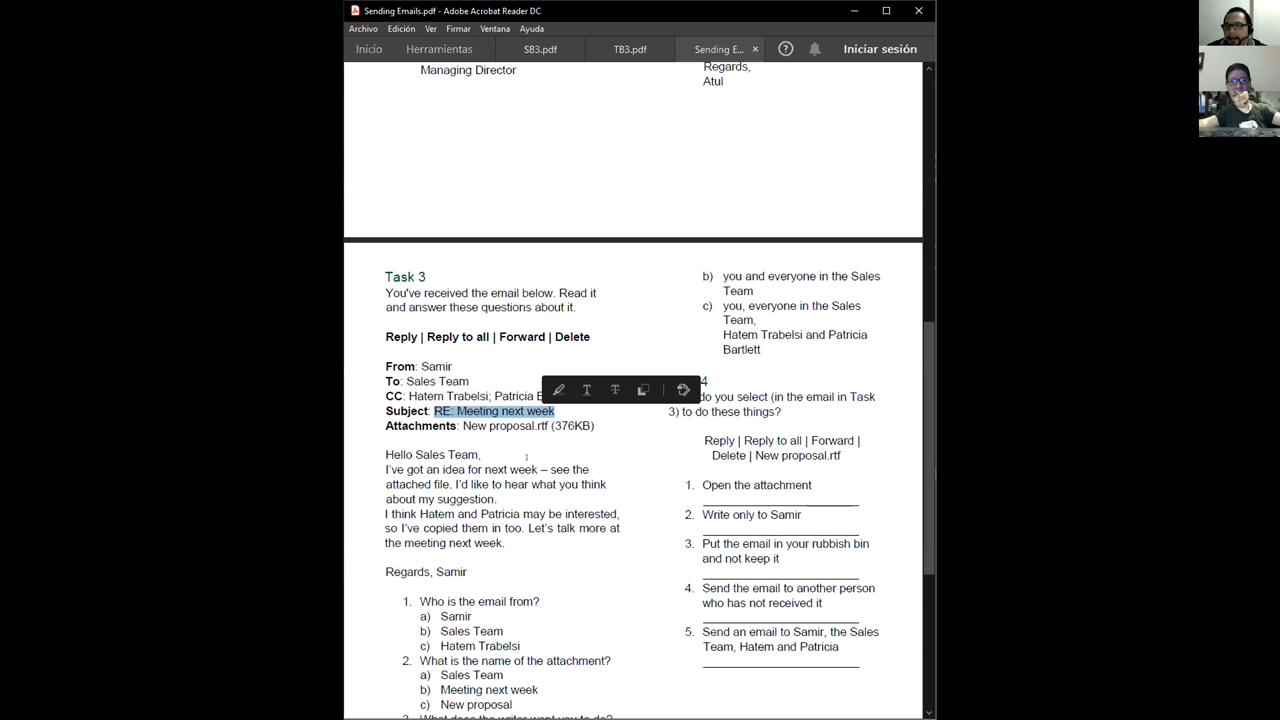 Sending Emails.pdf - Adobe Acrobat Reader DC
Archivo Edición Ver Firmar Ventana Ayuda
Inicio Herramientas SB3.pdf TB3.pdf Sending E... × Iniciar sesión
Managing Director
Regards,
Atul
Task 3
You've received the email below. Read it
and answer these questions about it.
Reply | Reply to all | Forward | Delete
From: Samir
To: Sales Team
CC: Hatem Trabelsi; Patricia
Subject: RE: Meeting next week
Attachments: New proposal.rtf (376KB)
Hello Sales Team,
I've got an idea for next week – see the
attached file. I'd like to hear what you think
about my suggestion.
I think Hatem and Patricia may be interested,
so I've copied them in too. Let's talk more at
the meeting next week.
Regards, Samir
1. Who is the email from?
a) Samir
b) Sales Team
c) Hatem Trabelsi
2. What is the name of the attachment?
a) Sales Team
b) Meeting next week
c) New proposal
3. What does the writer want you to do?
b) you and everyone in the Sales
Team
c) you, everyone in the Sales
Team,
Hatem Trabelsi and Patricia
Bartlett
4
do you select (in the email in Task
3) to do these things?
Reply | Reply to all | Forward |
Delete | New proposal.rtf
1. Open the attachment
2. Write only to Samir
3. Put the email in your rubbish bin
and not keep it
4. Send the email to another person
who has not received it
5. Send an email to Samir, the Sales
Team, Hatem and Patricia